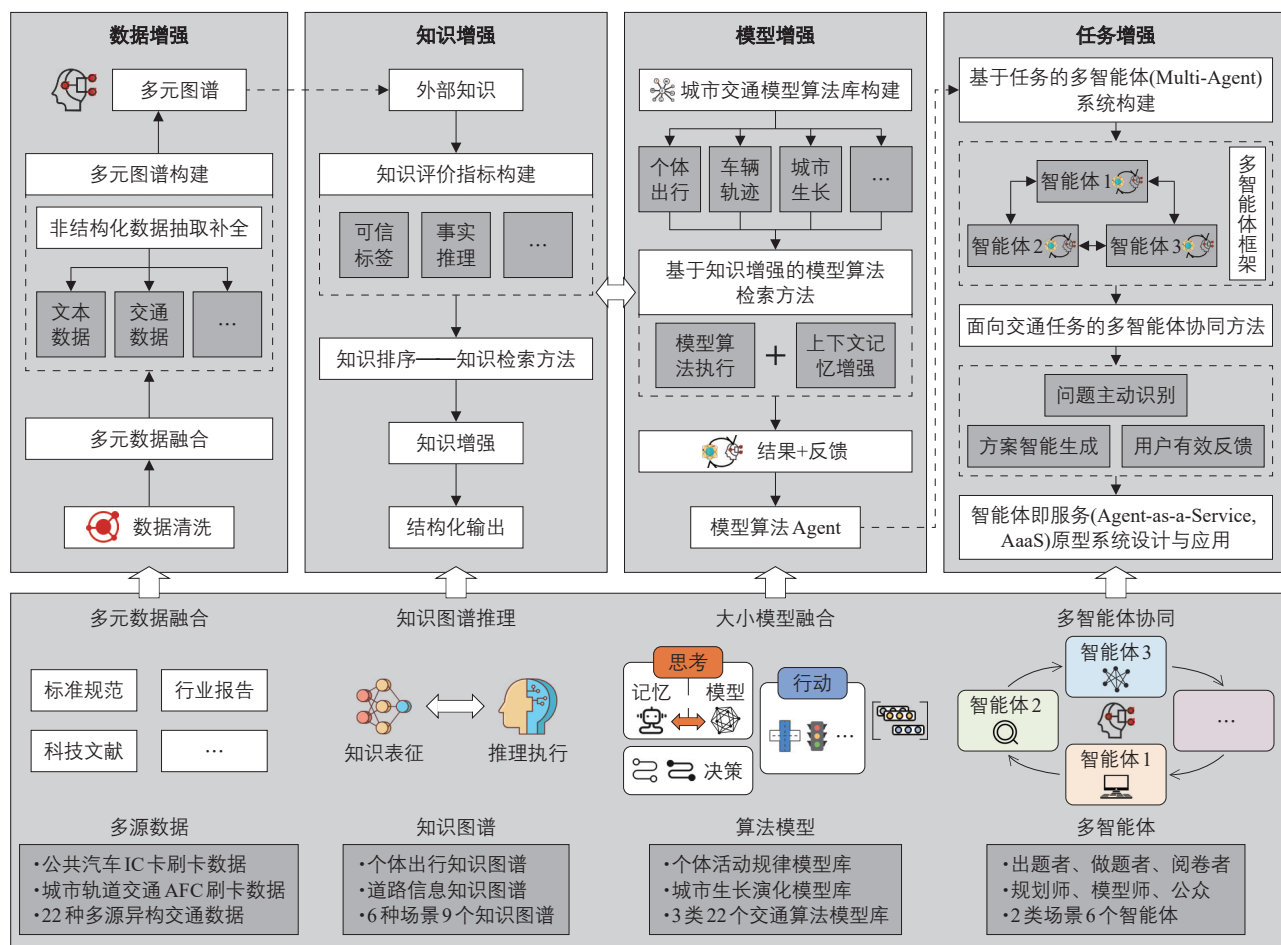 数据增强
多元图谱
多元图谱构建
非结构化数据抽取补全
文本
数据
交通
数据
…
多元数据融合
数据清洗
知识增强
外部知识
知识评价指标构建
可信
标签
事实
推理
…
知识排序——知识检索方法
知识增强
结构化输出
模型增强
城市交通模型算法库构建
个体
出行
车辆
轨迹
城市
生长
…
基于知识增强的模型算法
检索方法
模型算
法执行
+
上下文记
忆增强
结果+反馈
模型算法Agent
任务增强
基于任务的多智能体(Multi-Agent)
系统构建
智能体1
智能体2
智能体3
多智能体框架
面向交通任务的多智能体协同方法
问题主动识别
方案智能生成
用户有效反馈
智能体即服务(Agent-as-a-Service,
AaaS)原型系统设计与应用
多元数据融合
标准规范
行业报告
科技文献
…
多源数据
·公共汽车IC卡刷卡数据
·城市轨道交通AFC刷卡数据
·22种多源异构交通数据
知识图谱推理
知识表征
推理执行
知识图谱
·个体出行知识图谱
·道路信息知识图谱
·6种场景9个知识图谱
大小模型融合
思考
记忆
模型
决策
行动
…
算法模型
·个体活动规律模型库
·城市生长演化模型库
·3类22个交通算法模型库
多智能体协同
智能体3
智能体2
…
智能体1
多智能体
·出题者、做题者、阅卷者
·规划师、模型师、公众
·2类场景6个智能体